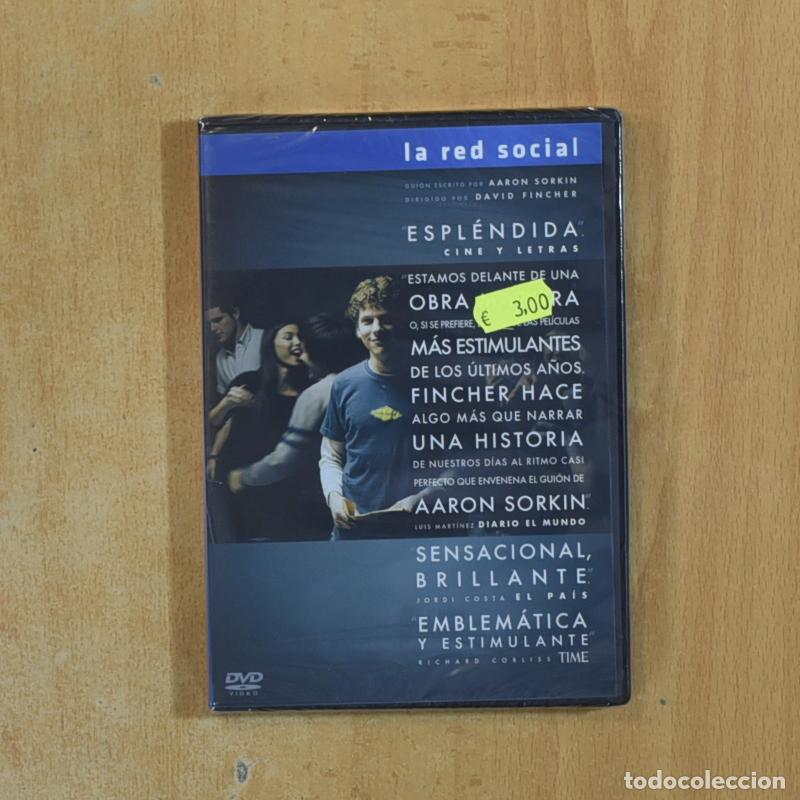 la red social
GUIÓN ESCRITO POR AARON SORKIN
DIRIGIDO POR DAVID FINCHER
"ESPLÉNDIDA".
CINE Y LETRAS
"ESTAMOS DELANTE DE UNA
OBRA
€ 3,00
O, SI SE PREFIERE, PELÍCULAS
MÁS ESTIMULANTES
DE LOS ÚLTIMOS AÑOS.
FINCHER HACE
ALGO MÁS QUE NARRAR
UNA HISTORIA
DE NUESTROS DÍAS AL RITMO CASI
PERFECTO QUE ENVENENA EL GUIÓN DE
AARON SORKIN".
LUIS MARTÍNEZ DIARIO EL MUNDO
"SENSACIONAL,
BRILLANTE".
JORDI COSTA EL PAÍS
"EMBLEMÁTICA
Y ESTIMULANTE"
RICHARD CORLISS TIME
DVD
VIDEO
todocoleccion